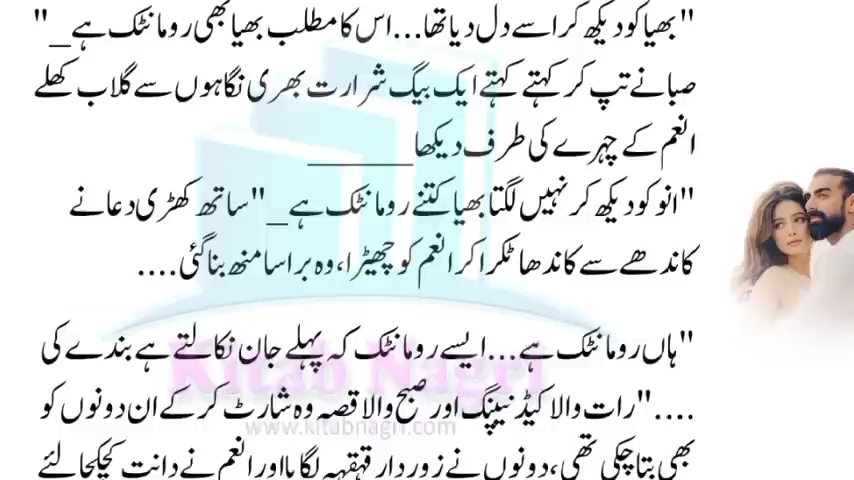 "بھیا کو دیکھ کر اسے دل دیا تھا...اس کا مطلب بھیا بھی رومانٹک ہے_"
صبا نے تپ کر کہتے کہتے ایک بیگ شرارت بھری نگاہوں سے گلاب کھلے
انعم کے چہرے کی طرف دیکھا________
"انو کو دیکھ کر نہیں لگتا بھیا کتنے رومانٹک ہے_"ساتھ کھڑی دعا نے
کاندھے سے کاندھا ٹکرا کر انعم کو چھیڑا، وہ برا سا منھ بنا گئی....
"ہاں رومانٹک ہے...ایسے رومانٹک کہ پہلے جان نکالتے ہے بندے کی
...."رات والا کیڈنیپنگ اور صبح والا قصہ وہ شارٹ کر کے ان دونوں کو
بھی بتا چکی تھی، دونوں نے زوردار قہقہہ لگایا اور انعم نے دانت کچکچا لئے
Kitab Nagri
www.kitabnagri.com